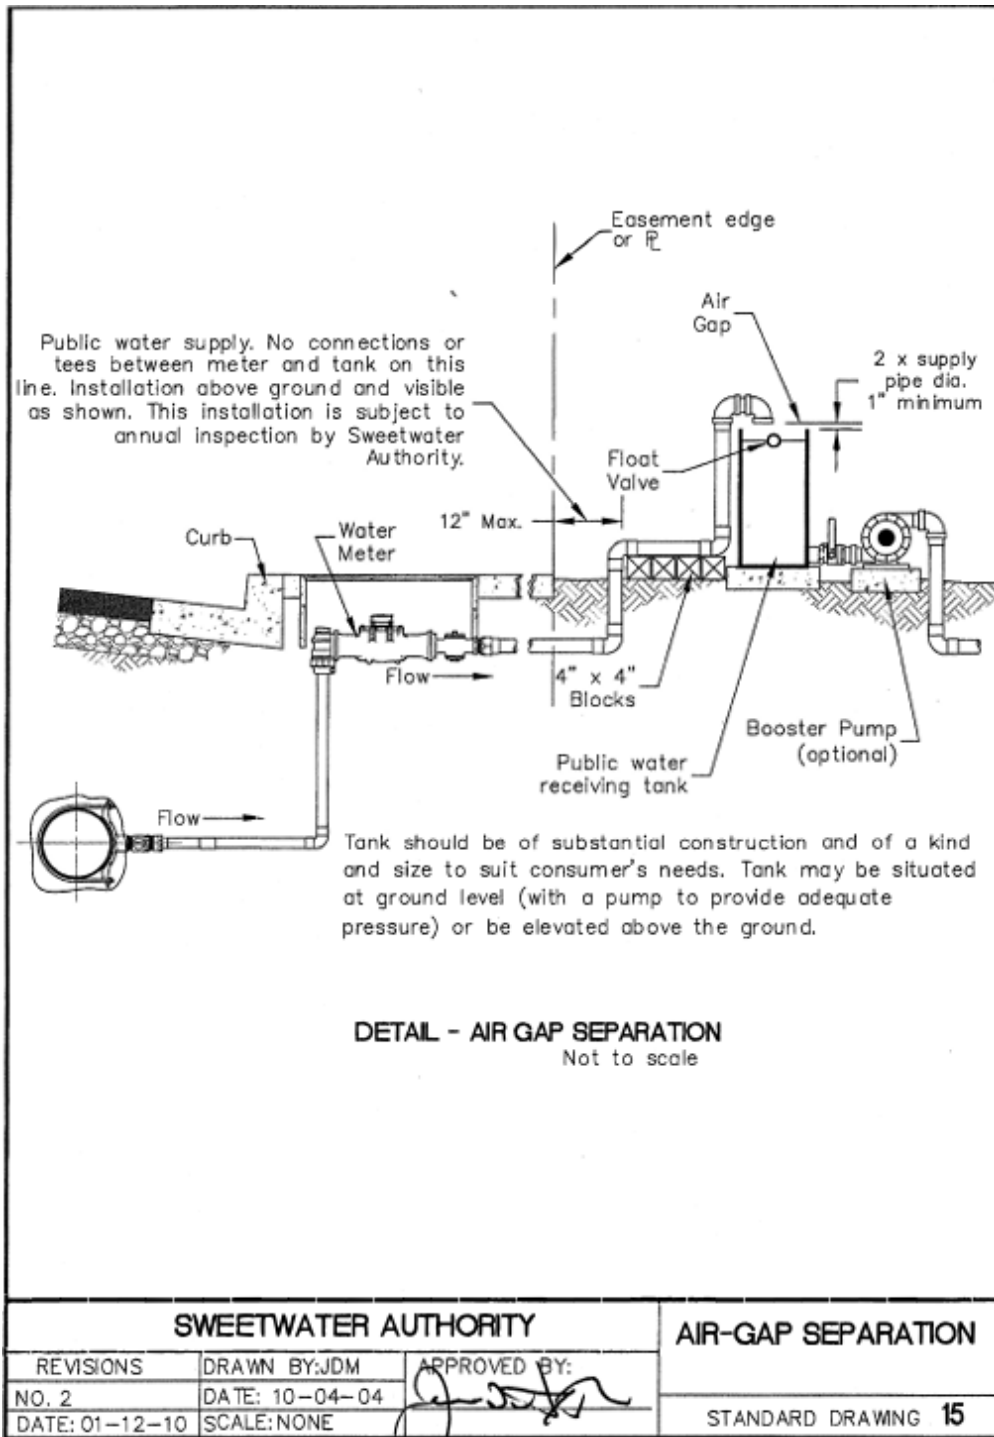 Easement edge
or PL
Air
Gap
Public water supply. No connections or
tees between meter and tank on this
line. Installation above ground and visible
as shown. This installation is subject to
annual inspection by Sweetwater
Authority.
2 x supply
pipe dia.
1" minimum
Float
Valve
12" Max.
Curb
Water
Meter
Flow
4" x 4"
Blocks
Booster Pump
(optional)
Public water
receiving tank
Flow
Tank should be of substantial construction and of a kind
and size to suit consumer's needs. Tank may be situated
at ground level (with a pump to provide adequate
pressure) or be elevated above the ground.
DETAIL - AIR GAP SEPARATION
Not to scale
SWEETWATER AUTHORITY
AIR-GAP SEPARATION
REVISIONS
DRAWN BY:JDM
APPROVED BY:
NO. 2
DATE: 10-04-04
DATE: 01-12-10
SCALE: NONE
STANDARD DRAWING 15